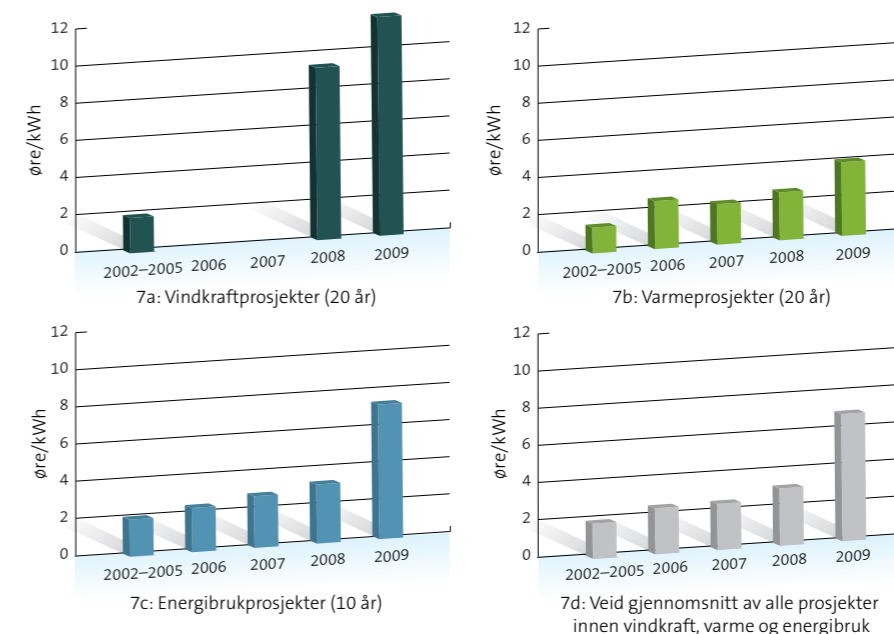 12
10
8
6
4
2
0
øre/kWh
2002–2005 2006 2007 2008 2009
7a: Vindkraftprosjekter (20 år)
12
10
8
6
4
2
0
øre/kWh
2002–2005 2006 2007 2008 2009
7b: Varmeprosjekter (20 år)
12
10
8
6
4
2
0
øre/kWh
2002–2005 2006 2007 2008 2009
7c: Energibrukprosjekter (10 år)
12
10
8
6
4
2
0
øre/kWh
2002–2005 2006 2007 2008 2009
7d: Veid gjennomsnitt av alle prosjekter
innen vindkraft, varme og energibruk